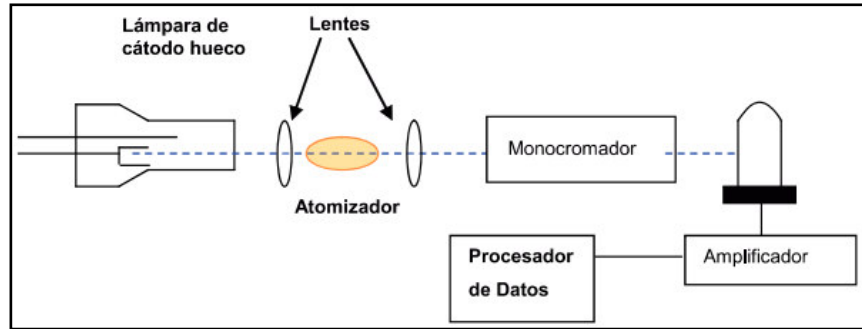 Lámpara de
cátodo hueco
Lentes
Atomizador
Monocromador
Procesador
de Datos
Amplificador